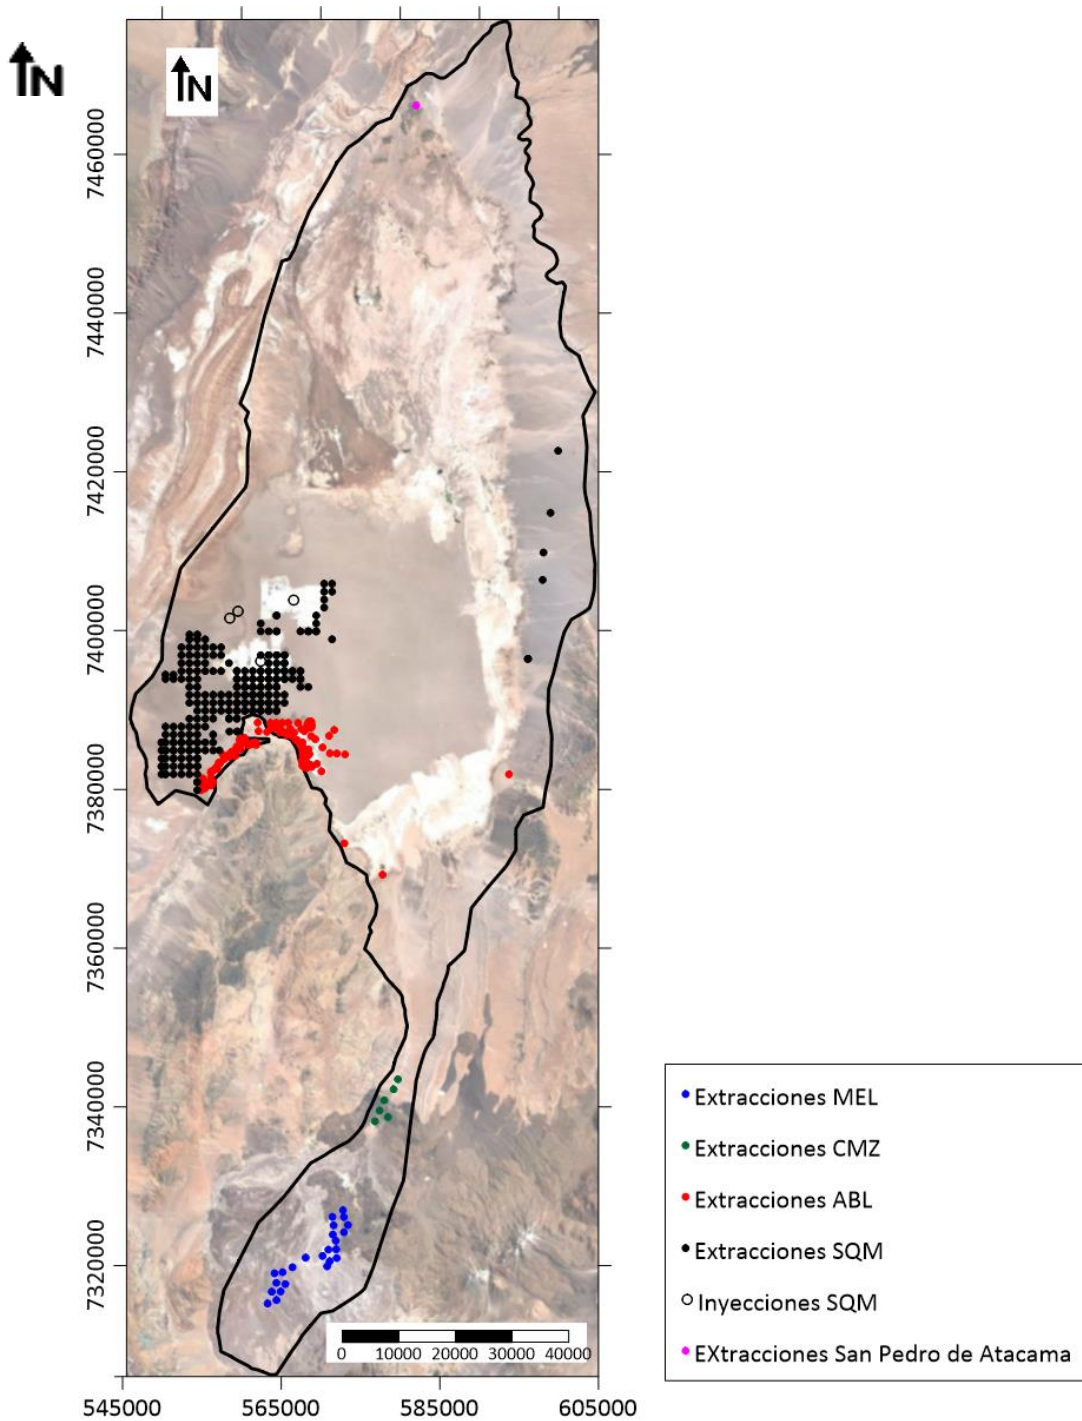 N
N
7460000
7440000
7420000
7400000
7380000
7360000
7340000
7320000
0 10000 20000 30000 40000
545000 565000 585000 605000
Extracciones MEL
Extracciones CMZ
Extracciones ABL
Extracciones SQM
Inyecciones SQM
EXtracciones San Pedro de Atacama